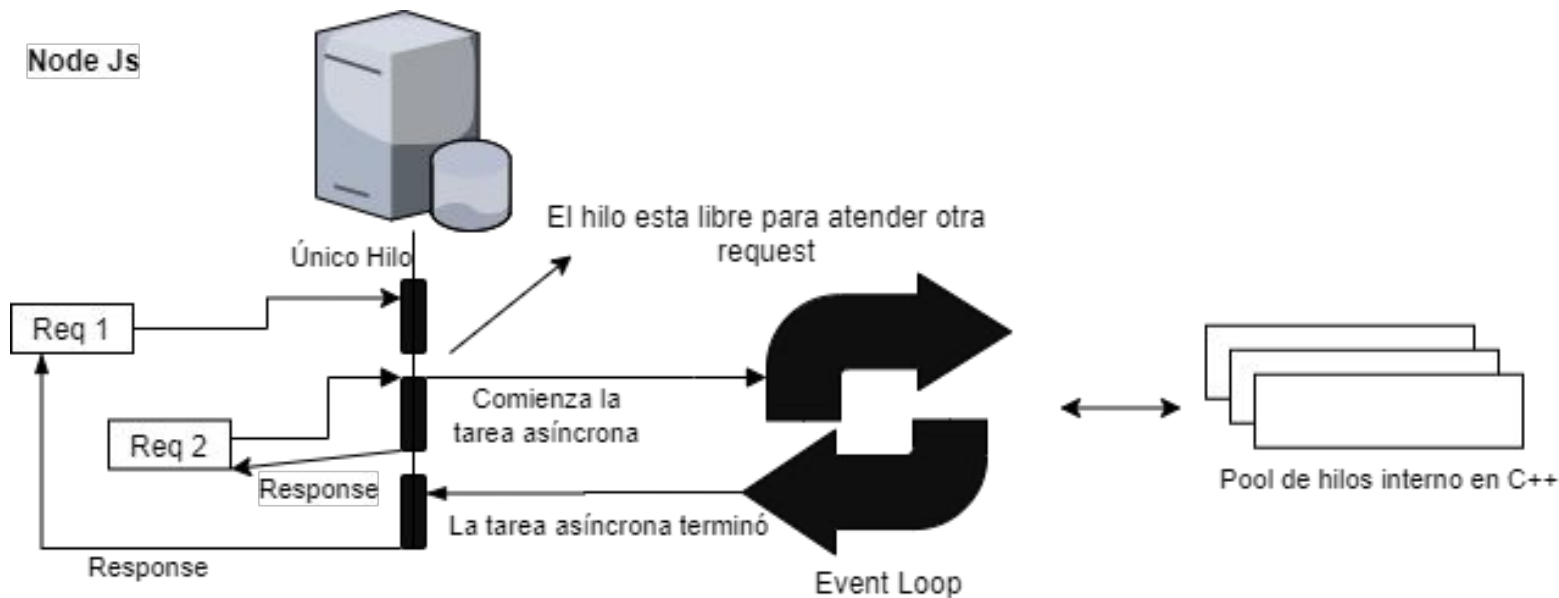 Node Js
El hilo esta libre para atender otra
request
Único Hilo
Req 1
Comienza la
tarea asíncrona
Req 2
Response
La tarea asíncrona terminó
Response
Event Loop
Pool de hilos interno en C++